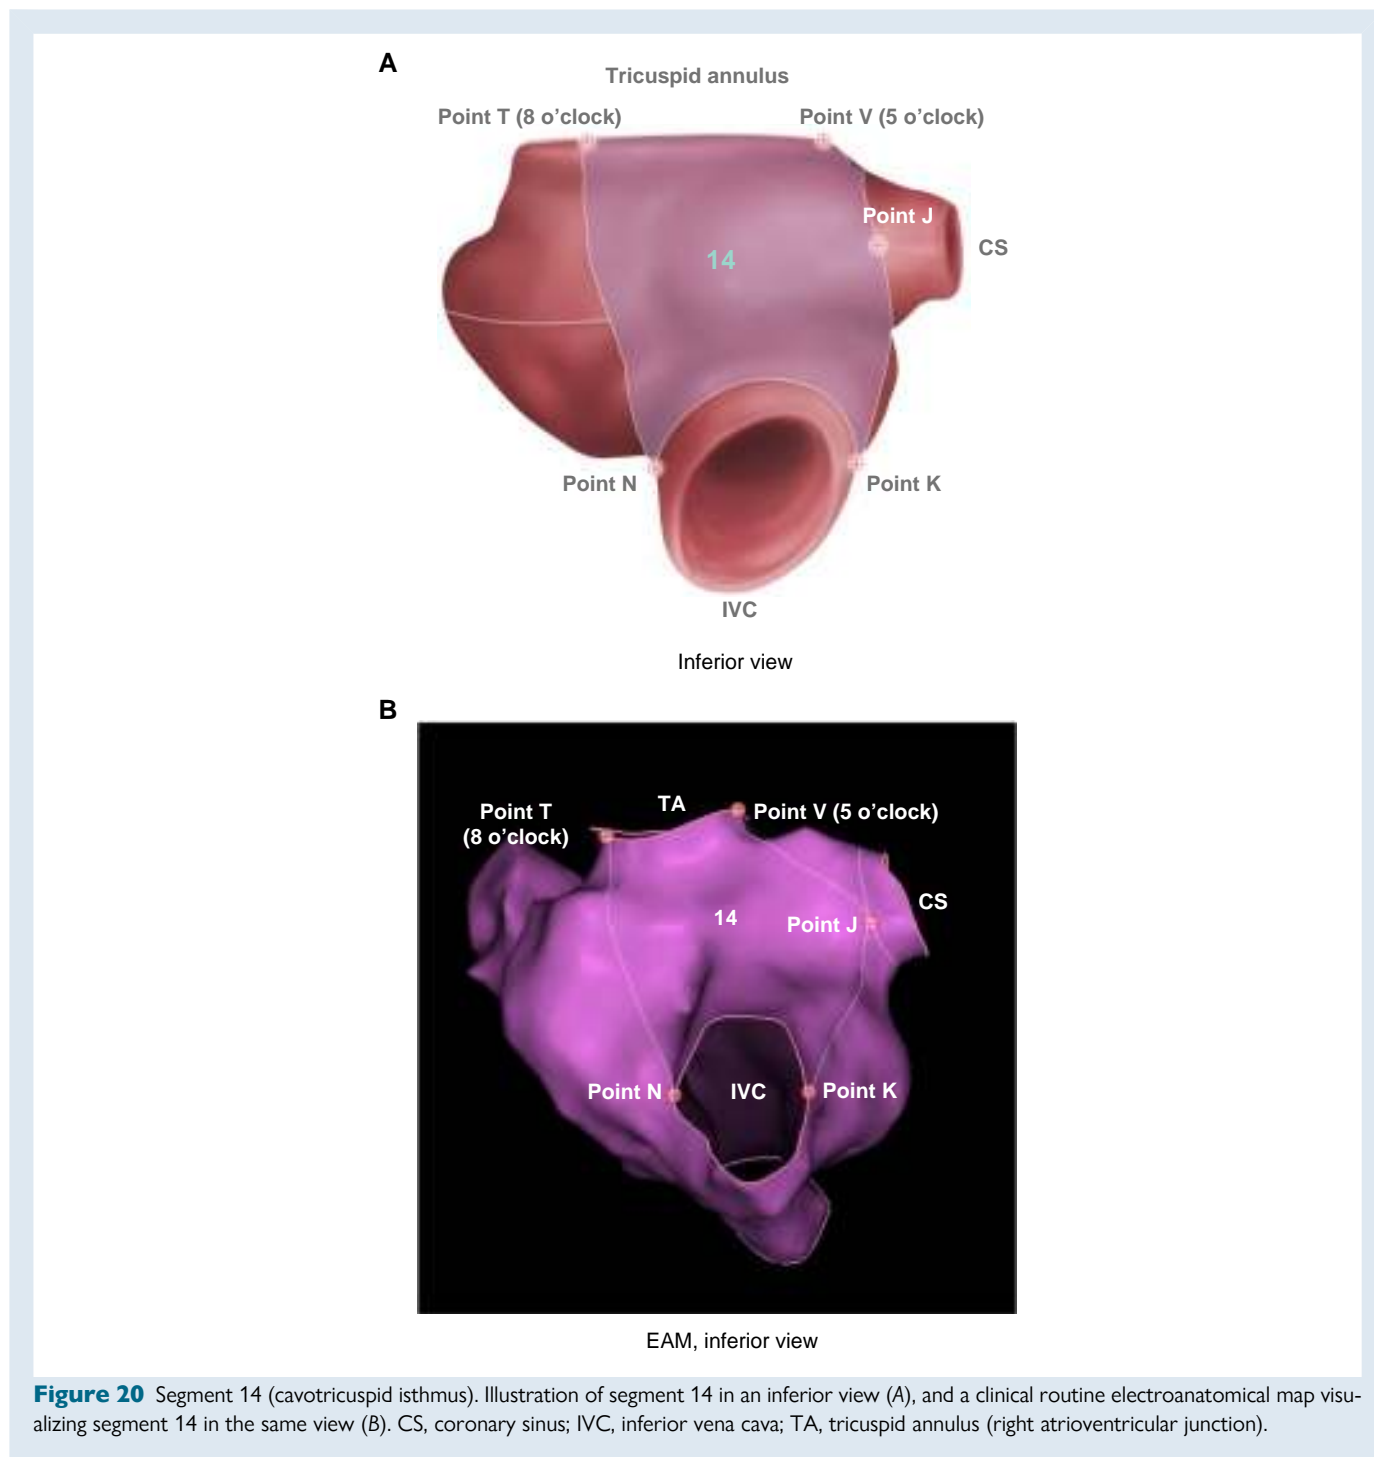 A
Tricuspid annulus
Point T (8 o’clock)
Point V (5 o’clock)
Point J
CS
14
Point N
Point K
IVC
Inferior view
B
TA
Point T
(8 o’clock)
Point V (5 o’clock)
CS
14
Point J
Point N
IVC
Point K
EAM, inferior view
Figure 20 Segment 14 (cavotricuspid isthmus). Illustration of segment 14 in an inferior view (A), and a clinical routine electroanatomical map visu-
alizing segment 14 in the same view (B). CS, coronary sinus; IVC, inferior vena cava; TA, tricuspid annulus (right atrioventricular junction).